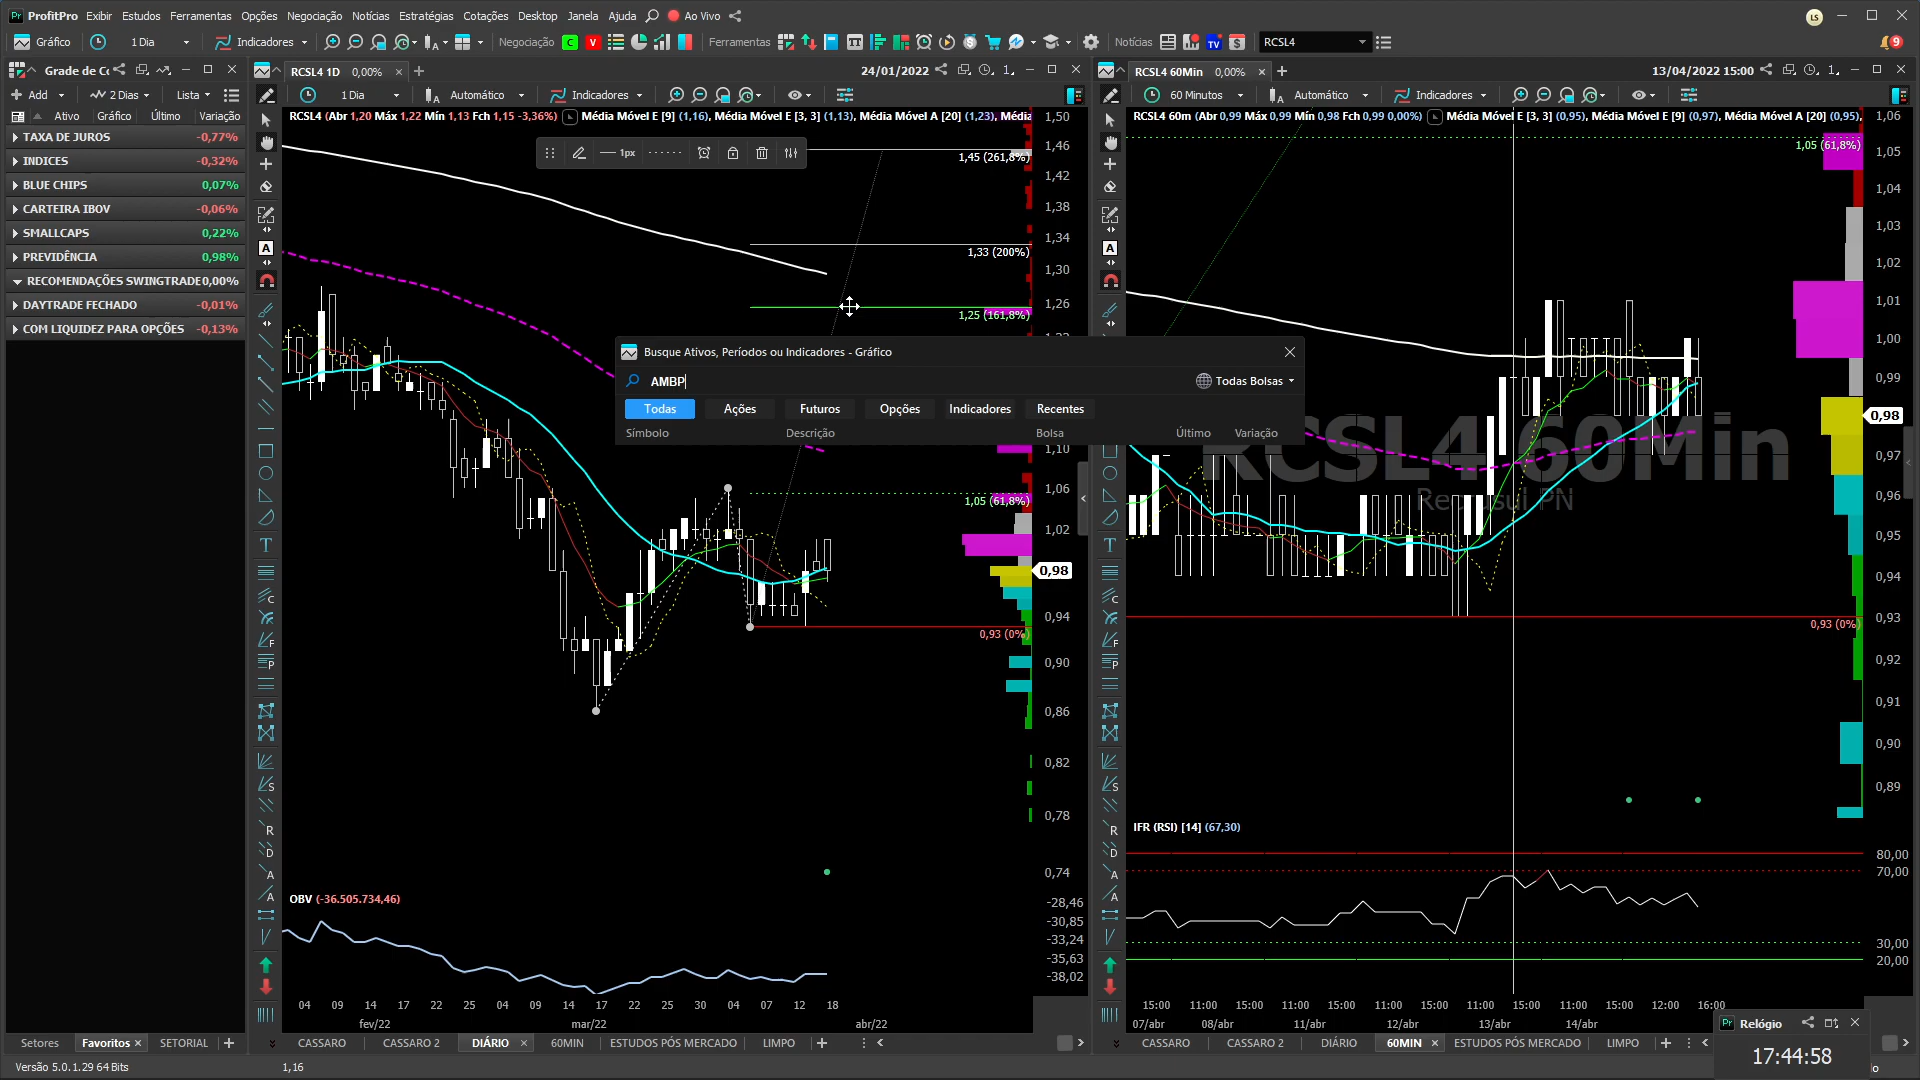 ProfitPro Exibir Estudos Ferramentas Opções Negociação Notícias Estratégias Cotações Desktop Janela Ajuda Ao Vivo LS
Gráfico 1 Dia Indicadores Negociação C V Ferramentas Notícias RCSL4 9
Grade de Co
Add 2 Dias Lista
Ativo Gráfico Último Variação
TAXA DE JUROS -0,77%
INDICES -0,32%
BLUE CHIPS 0,07%
CARTEIRA IBOV -0,06%
SMALLCAPS 0,22%
PREVIDÊNCIA 0,98%
RECOMENDAÇÕES SWINGTRADE 0,00%
DAYTRADE FECHADO -0,01%
COM LIQUIDEZ PARA OPÇÕES -0,13%
Setores Favoritos SETORIAL
RCSL4 1D 0,00% 24/01/2022
1 Dia Automático Indicadores
RCSL4 (Abr 1,20 Máx 1,22 Mín 1,13 Fch 1,15 -3,36%) Média Móvel E [9] (1,16), Média Móvel E [3, 3] (1,13), Média Móvel A [20] (1,23), Média
1px
1,45 (261,8%)
1,33 (200%)
1,25 (161,8%)
1,05 (61,8%)
0,93 (0%)
1,50
1,46
1,42
1,38
1,34
1,30
1,26
1,10
1,06
1,02
0,98
0,94
0,90
0,86
0,82
0,78
0,74
OBV (-36.505.734,46)
-28,46
-30,85
-33,24
-35,63
-38,02
04 09 14 17 22 25 04 09 14 17 22 25 30 04 07 12 18
fev/22 mar/22 abr/22
CASSARO CASSARO 2 DIÁRIO 60MIN ESTUDOS PÓS MERCADO LIMPO
Busque Ativos, Períodos ou Indicadores - Gráfico
AMBP Todas Bolsas
Todas Ações Futuros Opções Indicadores Recentes
Símbolo Descrição Bolsa Último Variação
RCSL4 60Min 0,00% 13/04/2022 15:00
60 Minutos Automático Indicadores
RCSL4 60m (Abr 0,99 Máx 0,99 Mín 0,98 Fch 0,99 0,00%) Média Móvel E [3, 3] (0,95), Média Móvel E [9] (0,97), Média Móvel A [20] (0,95),
1,05 (61,8%)
RCSL4 60Min
0,93 (0%)
1,06
1,05
1,04
1,03
1,02
1,01
1,00
0,99
0,98
0,97
0,96
0,95
0,94
0,93
0,92
0,91
0,90
0,89
IFR (RSI) [14] (67,30)
80,00
70,00
30,00
20,00
15:00 11:00 15:00 11:00 15:00 11:00 15:00 11:00 15:00 11:00 15:00 12:00 16:00
07/abr 08/abr 11/abr 12/abr 13/abr 14/abr
CASSARO CASSARO 2 DIÁRIO 60MIN ESTUDOS PÓS MERCADO LIMPO
Relógio
17:44:58
Versão 5.0.1.29 64 Bits 1,16